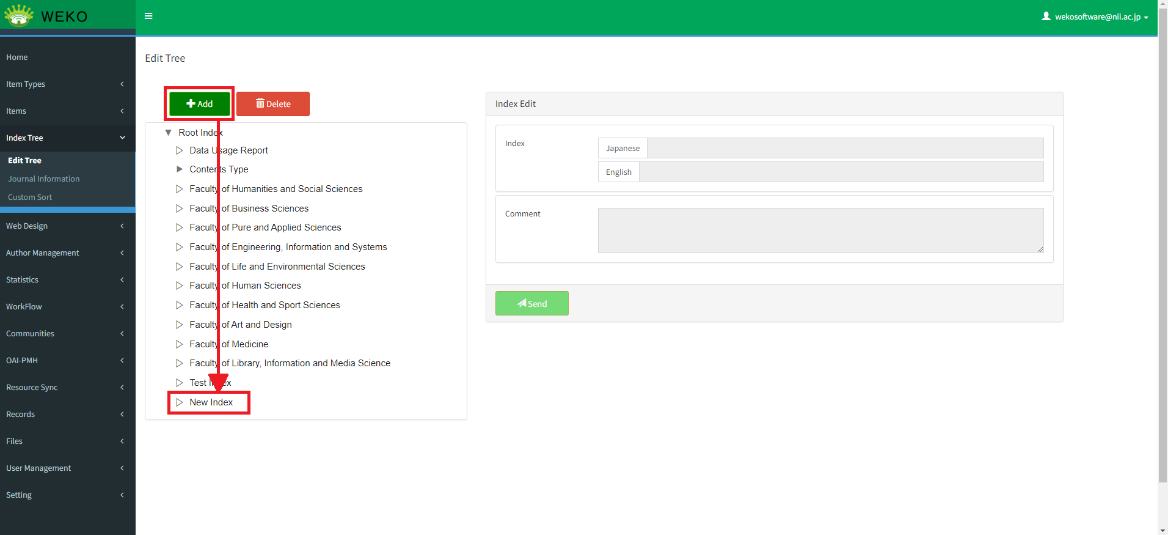 WEKO
wekosoftware@nii.ac.jp
Home
Item Types
Items
Index Tree
Edit Tree
Journal Information
Custom Sort
Web Design
Author Management
Statistics
WorkFlow
Communities
OAI-PMH
Resource Sync
Records
Files
User Management
Setting
Edit Tree
Add
Delete
Root Index
Data Usage Report
Contents Type
Faculty of Humanities and Social Sciences
Faculty of Business Sciences
Faculty of Pure and Applied Sciences
Faculty of Engineering, Information and Systems
Faculty of Life and Environmental Sciences
Faculty of Human Sciences
Faculty of Health and Sport Sciences
Faculty of Art and Design
Faculty of Medicine
Faculty of Library, Information and Media Science
Test Index
New Index
Index Edit
Index
Japanese
English
Comment
Send